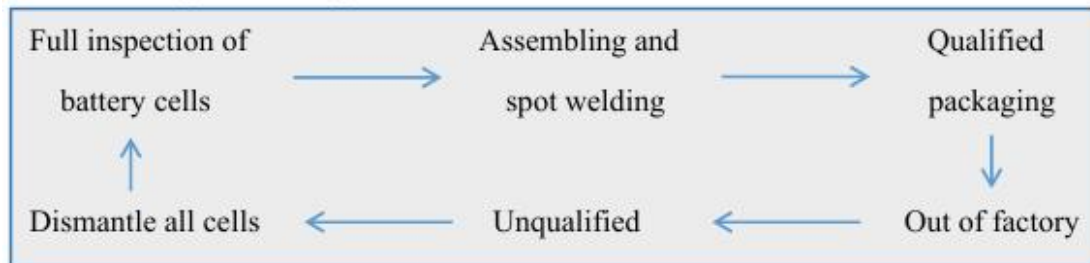 Full inspection of
battery cells
Assembling and
spot welding
Qualified
packaging
Out of factory
Unqualified
Dismantle all cells